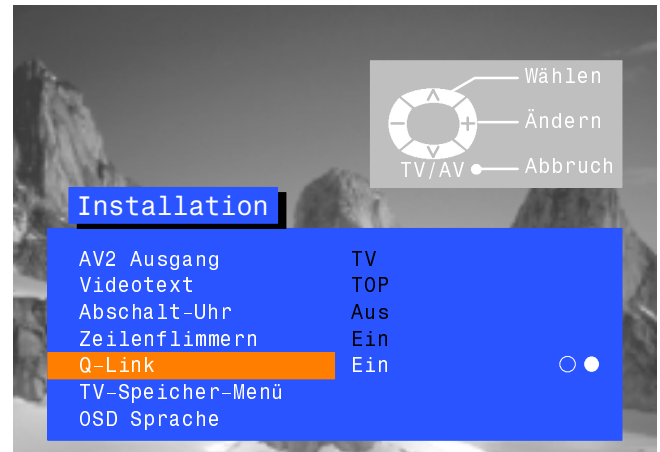 Wählen
Ändern
TV/AV Abbruch
Installation
AV2 Ausgang TV
Videotext TOP
Abschalt-Uhr Aus
Zeilenflimmern Ein
Q-Link Ein
TV-Speicher-Menü
OSD Sprache